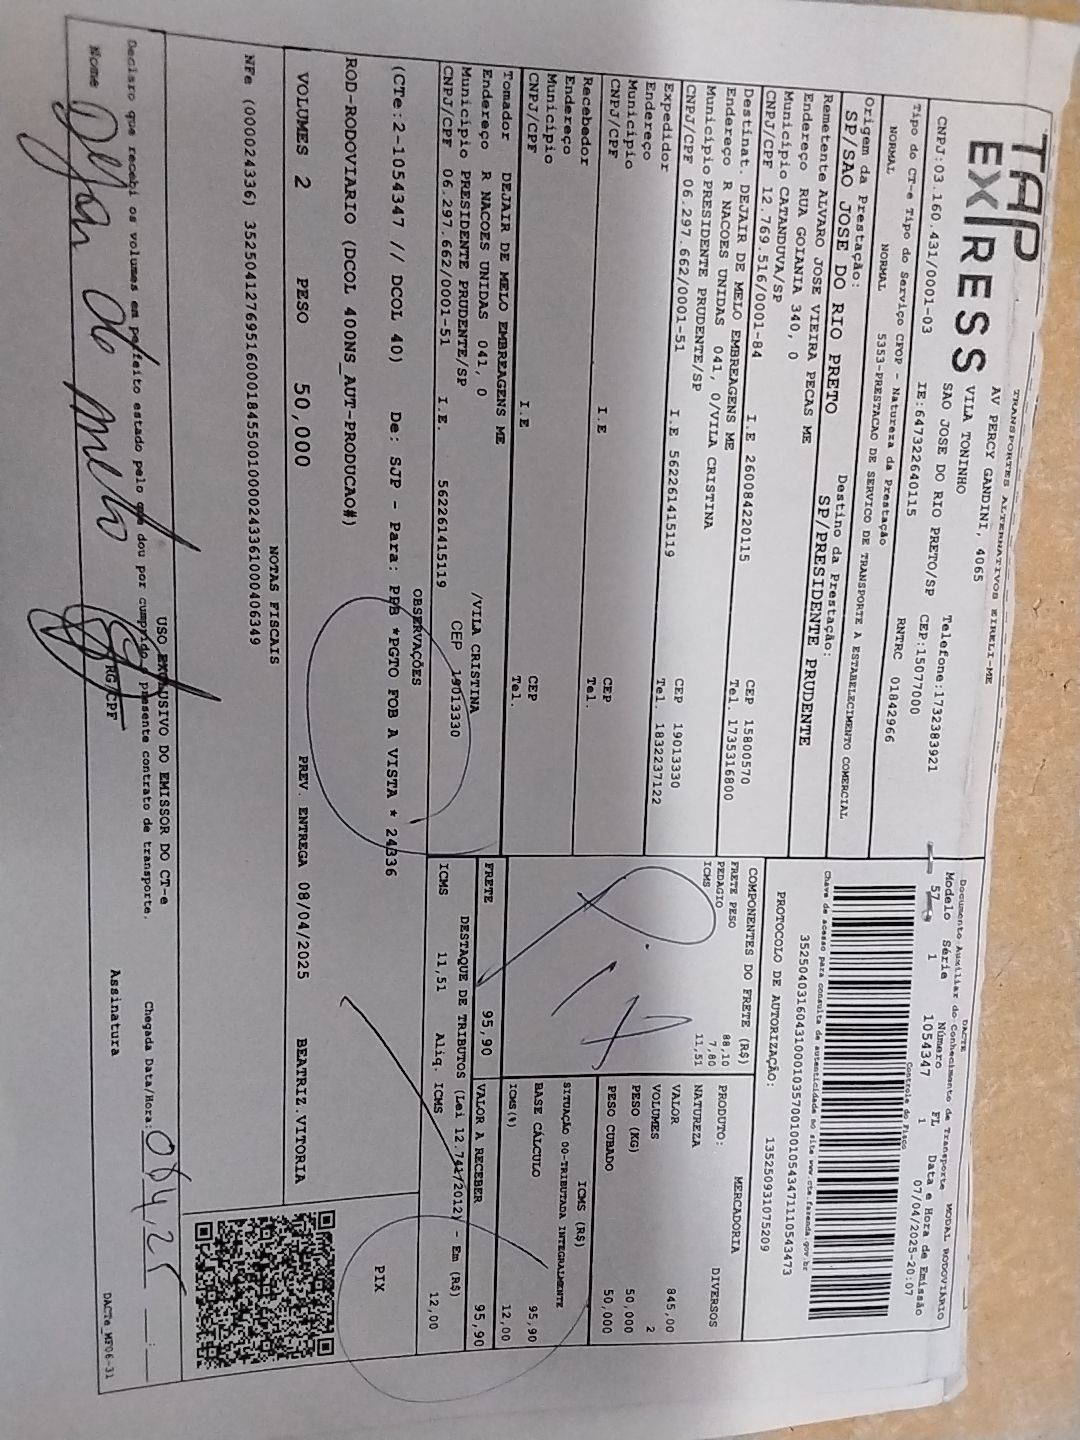 TAP
EXPRESS
TRANSPORTES ALTERNATIVOS EIRELI-ME
AV PERCY GANDINI, 4065
VILA TONINHO
SAO JOSE DO RIO PRETO/SP
Telefone:1732383921
CEP:15077000
CNPJ:03.160.431/0001-03
IE:647322640115
RNTRC 01842966
Tipo do CT-e Tipo do Serviço CFOP - Natureza da Prestação
NORMAL NORMAL 5353-PRESTACAO DE SERVICO DE TRANSPORTE A ESTABELECIMENTO COMERCIAL
Origem da Prestação: Destino da Prestação:
SP/SAO JOSE DO RIO PRETO SP/PRESIDENTE PRUDENTE
DACTE
Documento Auxiliar do Conhecimento de Transporte MODAL RODOVIÁRIO
Modelo Série Número FL Data e Hora de Emissão
57 1 1054347 1 07/04/2025-20:07
Controle do Fisco
Chave de acesso para consulta de autenticidade no site www.cte.fazenda.gov.br
35250403160431000103570010010543471110543473
PROTOCOLO DE AUTORIZAÇÃO: 135250931075209
Remetente ALVARO JOSE VIEIRA PECAS ME
Endereço RUA GOIANIA 340, 0
Municipio CATANDUVA/SP CEP 15800570
CNPJ/CPF 12.769.516/0001-84 I.E 260084220115 Tel. 1735316800
Destinat. DEJAIR DE MELO EMBREAGENS ME
Endereço R NACOES UNIDAS 041, 0/VILA CRISTINA
Municipio PRESIDENTE PRUDENTE/SP CEP 19013330
CNPJ/CPF 06.297.662/0001-51 I.E 562261415119 Tel. 1832237122
Expedidor
Endereço
Municipio CEP
CNPJ/CPF I.E Tel.
Recebedor
Endereço
Municipio CEP
CNPJ/CPF I.E Tel.
Tomador DEJAIR DE MELO EMBREAGENS ME
Endereço R NACOES UNIDAS 041, 0 /VILA CRISTINA
Municipio PRESIDENTE PRUDENTE/SP CEP 19013330
CNPJ/CPF 06.297.662/0001-51 I.E. 562261415119
COMPONENTES DO FRETE (R$)
FRETE PESO 88,10
PEDAGIO 7,80
ICMS 11,51
FRETE 95,90
PRODUTO: MERCADORIA
NATUREZA DIVERSOS
VALOR 845,00
VOLUMES 2
PESO (KG) 50,000
PESO CUBADO 50,000
ICMS (R$)
SITUAÇÃO 00-TRIBUTADA INTEGRALMENTE
BASE CÁLCULO 95,90
ICMS(%) 12,00
VALOR A RECEBER 95,90
DESTAQUE DE TRIBUTOS (Lei 12.741/2012) - Em (R$)
ICMS 11,51 Aliq. ICMS 12,00
OBSERVAÇÕES
(CTe:2-1054347 // DCOL 40) De: SJP - Para: PPB *PGTO FOB A VISTA * 24336
ROD-RODOVIARIO (DCOL 400NS_AUT-PRODUCAO#)
PIX
VOLUMES 2 PESO 50,000 PREV. ENTREGA 08/04/2025 BEATRIZ.VITORIA
NOTAS FISCAIS
NFe (000024336) 35250412769516000184550010000243361000406349
USO EXCLUSIVO DO EMISSOR DO CT-e
Declaro que recebi os volumes em perfeito estado pelo que dou por cumprido o presente contrato de transporte.
Chegada Data/Hora:
Nome
RG/CPF
Assinatura
DACTe_MF06-31